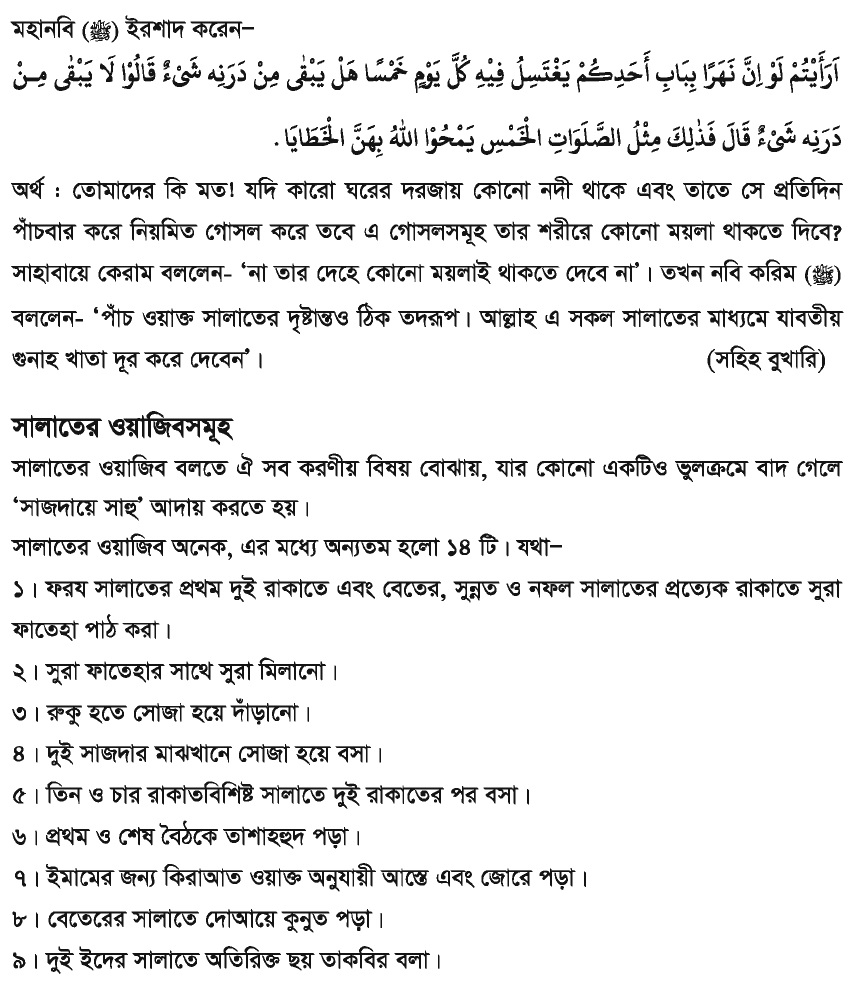 মহানবি (ﷺ) ইরশাদ করেন–
اَرَأَيْتُمْ لَوْ اِنَّ نَهَرًا بِبَابِ أَحَدِكُمْ يَغْتَسِلُ فِيْهِ كُلَّ يَوْمٍ خَمْسًا هَلْ يَبْقٰى مِنْ دَرَنِه شَىْءٌ قَالُوْا لَا يَبْقٰى مِنْ
دَرَنِه شَىْءٌ قَالَ فَذٰلِكَ مِثْلُ الصَّلَوَاتِ الْخَمْسِ يَمْحُوْا اللهُ بِهَنَّ الْخَطَايَا .
অর্থ : তোমাদের কি মত! যদি কারো ঘরের দরজায় কোনো নদী থাকে এবং তাতে সে প্রতিদিন
পাঁচবার করে নিয়মিত গোসল করে তবে এ গোসলসমূহ তার শরীরে কোনো ময়লা থাকতে দিবে?
সাহাবায়ে কেরাম বললেন- ‘না তার দেহে কোনো ময়লাই থাকতে দেবে না’। তখন নবি করিম (ﷺ)
বললেন- ‘পাঁচ ওয়াক্ত সালাতের দৃষ্টান্তও ঠিক তদরূপ। আল্লাহ এ সকল সালাতের মাধ্যমে যাবতীয়
গুনাহ খাতা দূর করে দেবেন’। (সহিহ বুখারি)
সালাতের ওয়াজিবসমূহ
সালাতের ওয়াজিব বলতে ঐ সব করণীয় বিষয় বোঝায়, যার কোনো একটিও ভুলক্রমে বাদ গেলে
‘সাজদায়ে সাহু’ আদায় করতে হয়।
সালাতের ওয়াজিব অনেক, এর মধ্যে অন্যতম হলো ১৪ টি। যথা–
১। ফরয সালাতের প্রথম দুই রাকাতে এবং বেতের, সুন্নত ও নফল সালাতের প্রত্যেক রাকাতে সুরা
ফাতেহা পাঠ করা।
২। সুরা ফাতেহার সাথে সুরা মিলানো।
৩। রুকু হতে সোজা হয়ে দাঁড়ানো।
৪। দুই সাজদার মাঝখানে সোজা হয়ে বসা।
৫। তিন ও চার রাকাতবিশিষ্ট সালাতে দুই রাকাতের পর বসা।
৬। প্রথম ও শেষ বৈঠকে তাশাহহুদ পড়া।
৭। ইমামের জন্য কিরাআত ওয়াক্ত অনুযায়ী আস্তে এবং জোরে পড়া।
৮। বেতেরের সালাতে দোআয়ে কুনুত পড়া।
৯। দুই ইদের সালাতে অতিরিক্ত ছয় তাকবির বলা।